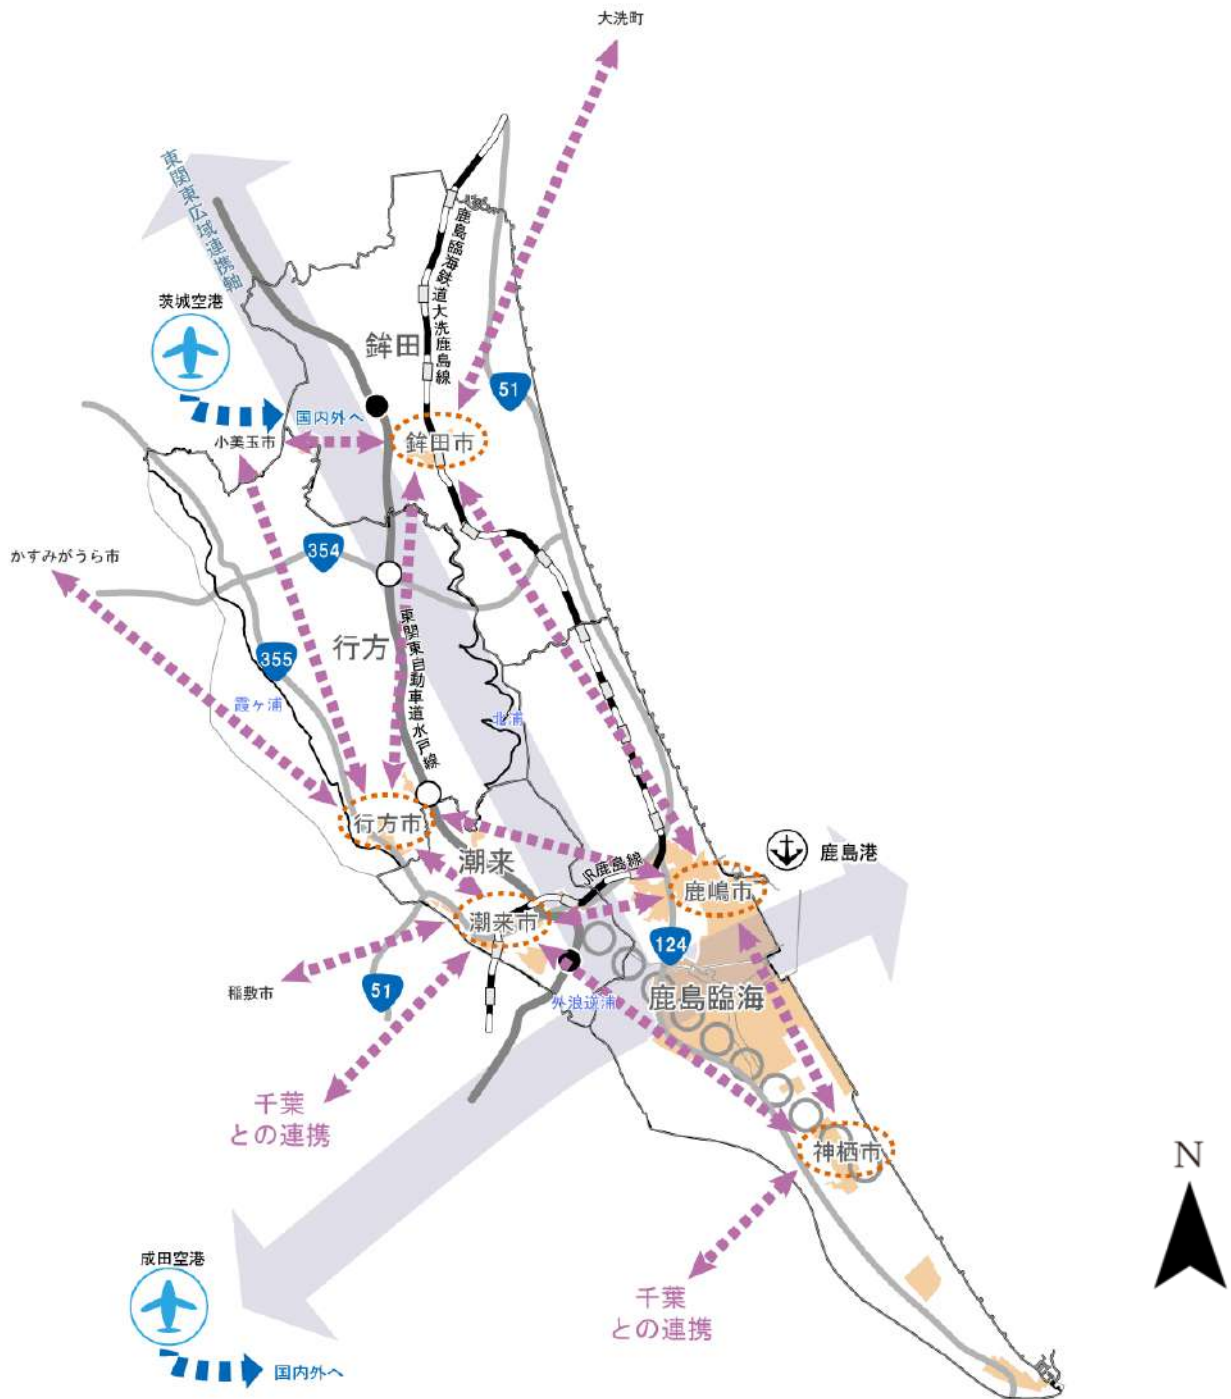 大洗町
東関東広域連携軸
茨城空港
鹿島臨海鉄道大洗鹿島線
鉾田
51
国内外へ
小美玉市
鉾田市
かすみがうら市
354
行方
355
東関東自動車道水戸線
霞ヶ浦
北浦
行方市
潮来
JR鹿島線
鹿島港
鹿嶋市
潮来市
124
稲敷市
51
外浪逆浦
鹿島臨海
千葉
との連携
神栖市
N
成田空港
国内外へ
千葉
との連携